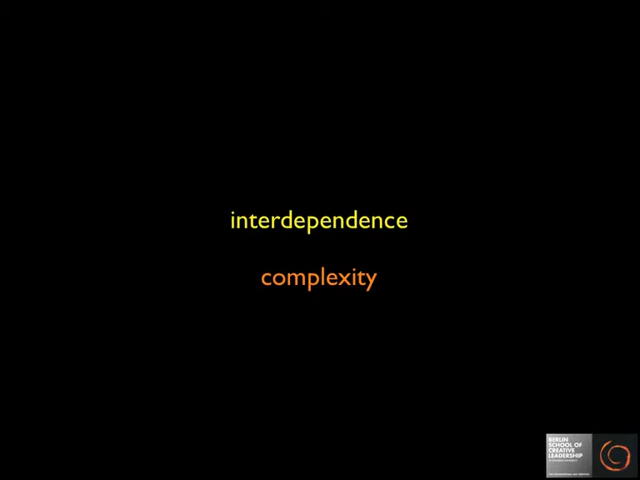 interdependence
complexity
BERLIN
SCHOOL OF
CREATIVE
LEADERSHIP